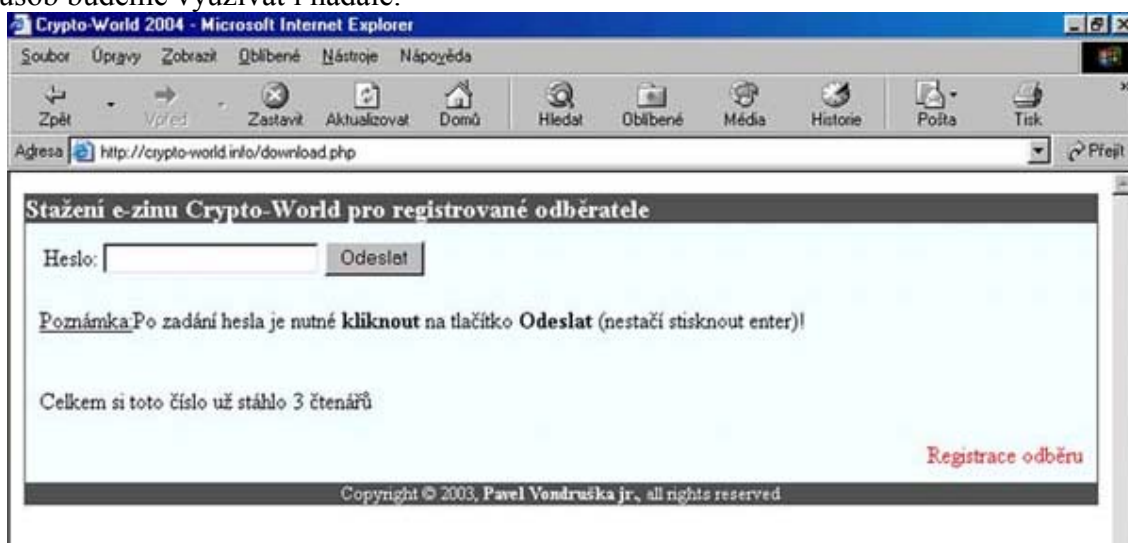 budeme využívat i nadále.
Crypto-World 2004 - Microsoft Internet Explorer
Soubor Úpravy Zobrazit Oblíbené Nástroje Nápověda
Zpět Vpřed Zastavit Aktualizovat Domů Hledat Oblíbené Média Historie Pošta Tisk
Adresa http://crypto-world.info/download.php Přejít
Stažení e-zinu Crypto-World pro registrované odběratele
Heslo: Odeslat
Poznámka:Po zadání hesla je nutné kliknout na tlačítko Odeslat (nestačí stisknout enter)!
Celkem si toto číslo už stáhlo 3 čtenářů
Registrace odběru
Copyright © 2003, Pavel Vondruška jr., all rights reserved